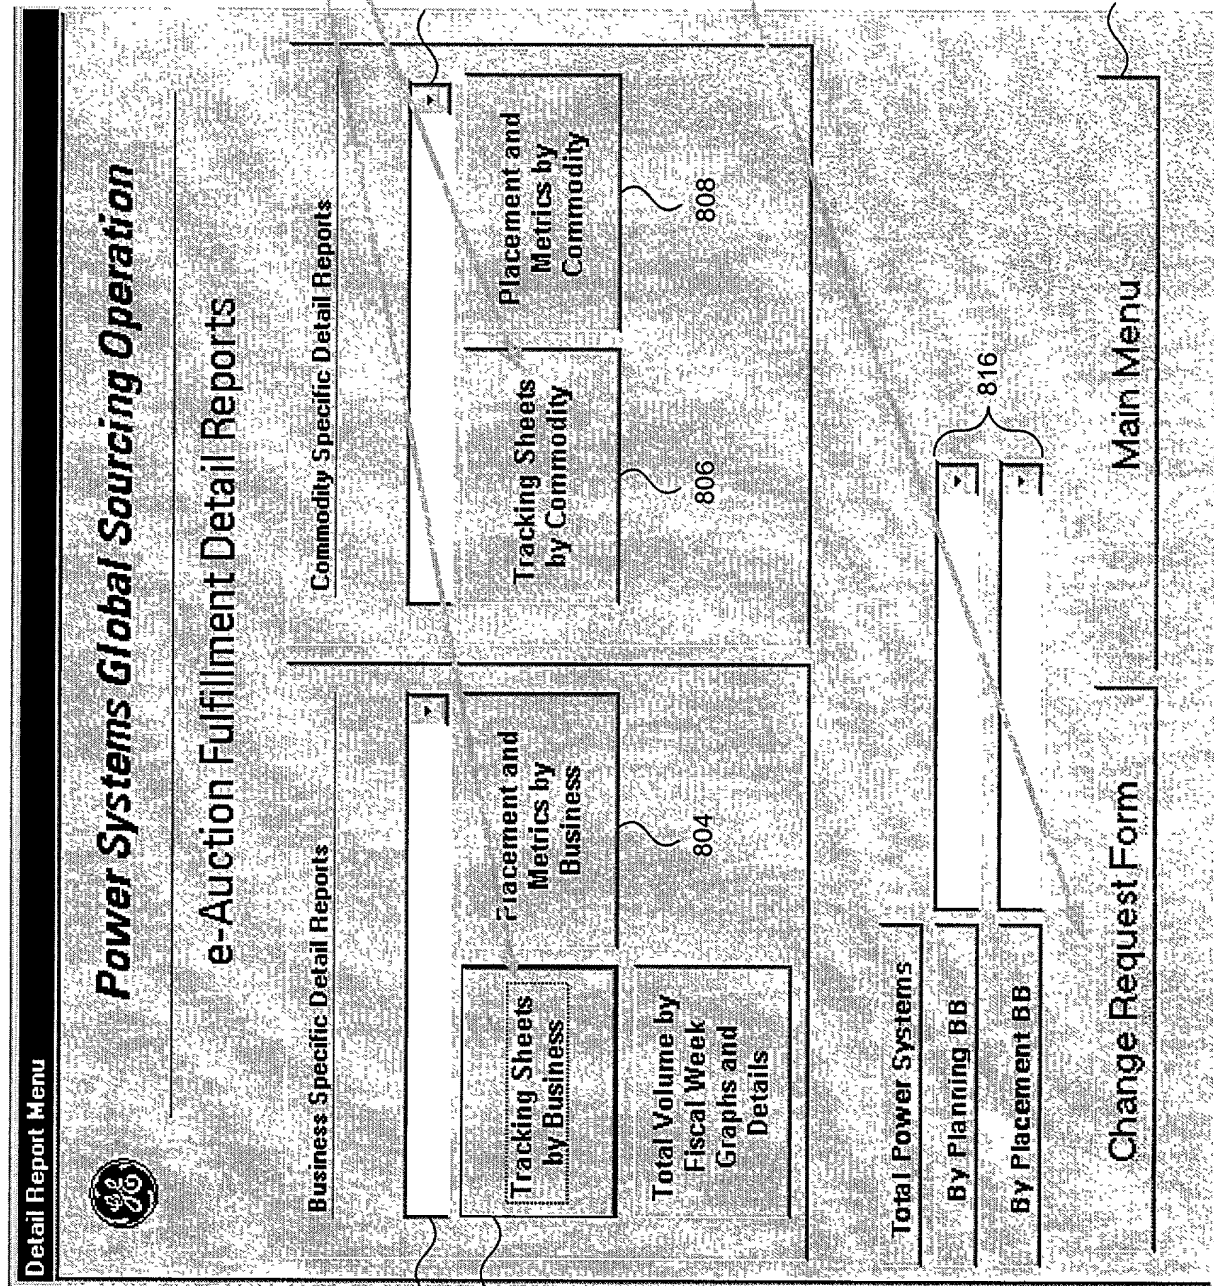 Detail Report Menu
Power Systems Global Sourcing Operation
e-Auction Fulfillment Detail Reports
Business Specific Detail Reports
Tracking Sheets
by Business
Placement and
Metrics by
Business
804
Total Volume by
Fiscal Week
Graphs and
Details
Commodity Specific Detail Reports
Tracking Sheets
by Commodity
806
Placement and
Metrics by
Commodity
808
Total Power Systems
By Planning BB
By Placement BB
816
Change Request Form
Main Menu